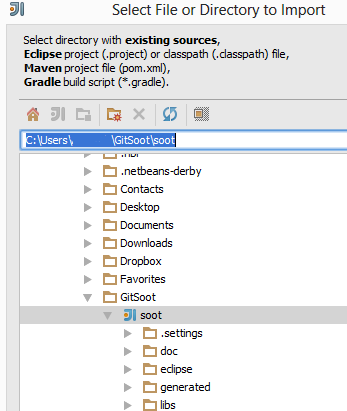 Select File or Directory to Import
Select directory with existing sources,
Eclipse project (.project) or classpath (.classpath) file,
Maven project file (pom.xml),
Gradle build script (*.gradle).
C:\Users\ \GitSoot\soot
.netbeans-derby
Contacts
Desktop
Documents
Downloads
Dropbox
Favorites
GitSoot
soot
.settings
doc
eclipse
generated
libs